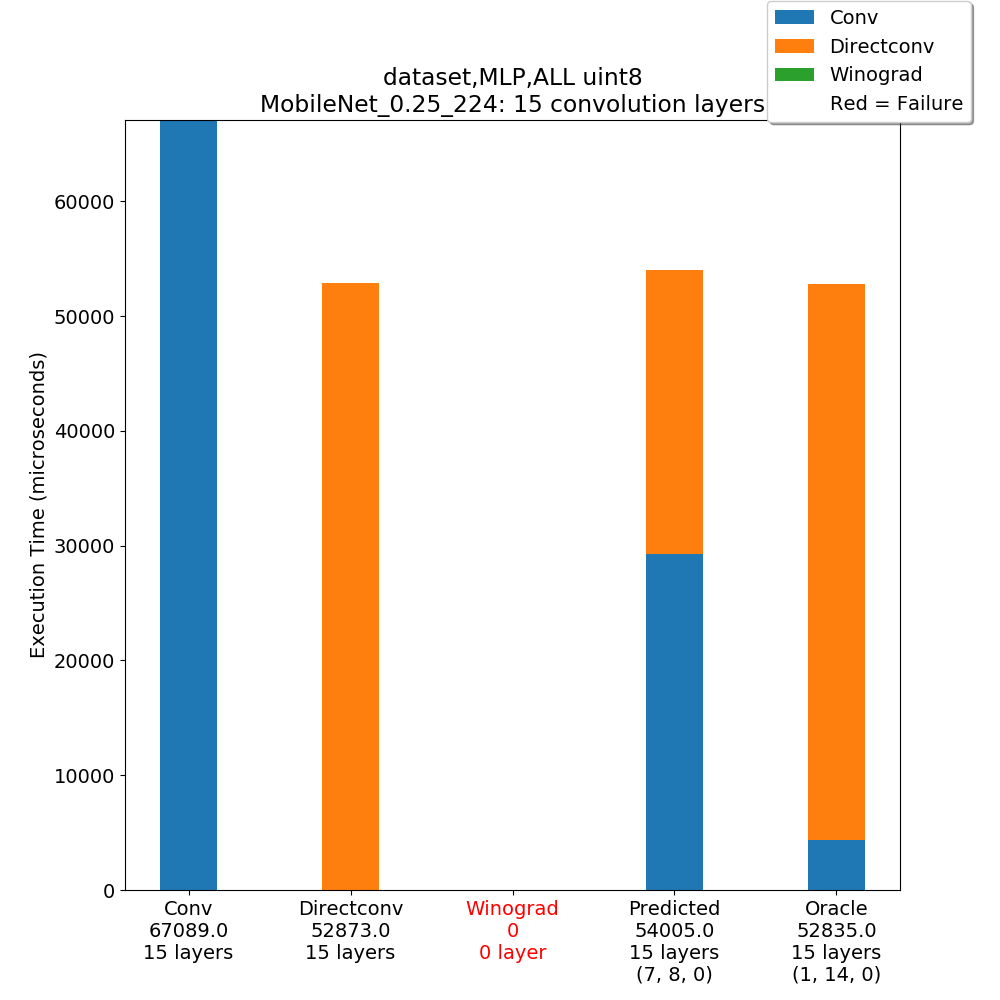 Conv
Directconv
Winograd
Red = Failure
dataset,MLP,ALL uint8
MobileNet_0.25_224: 15 convolution layers
Execution Time (microseconds)
60000
50000
40000
30000
20000
10000
0
Conv
67089.0
15 layers
Directconv
52873.0
15 layers
Winograd
0
0 layer
Predicted
54005.0
15 layers
(7, 8, 0)
Oracle
52835.0
15 layers
(1, 14, 0)